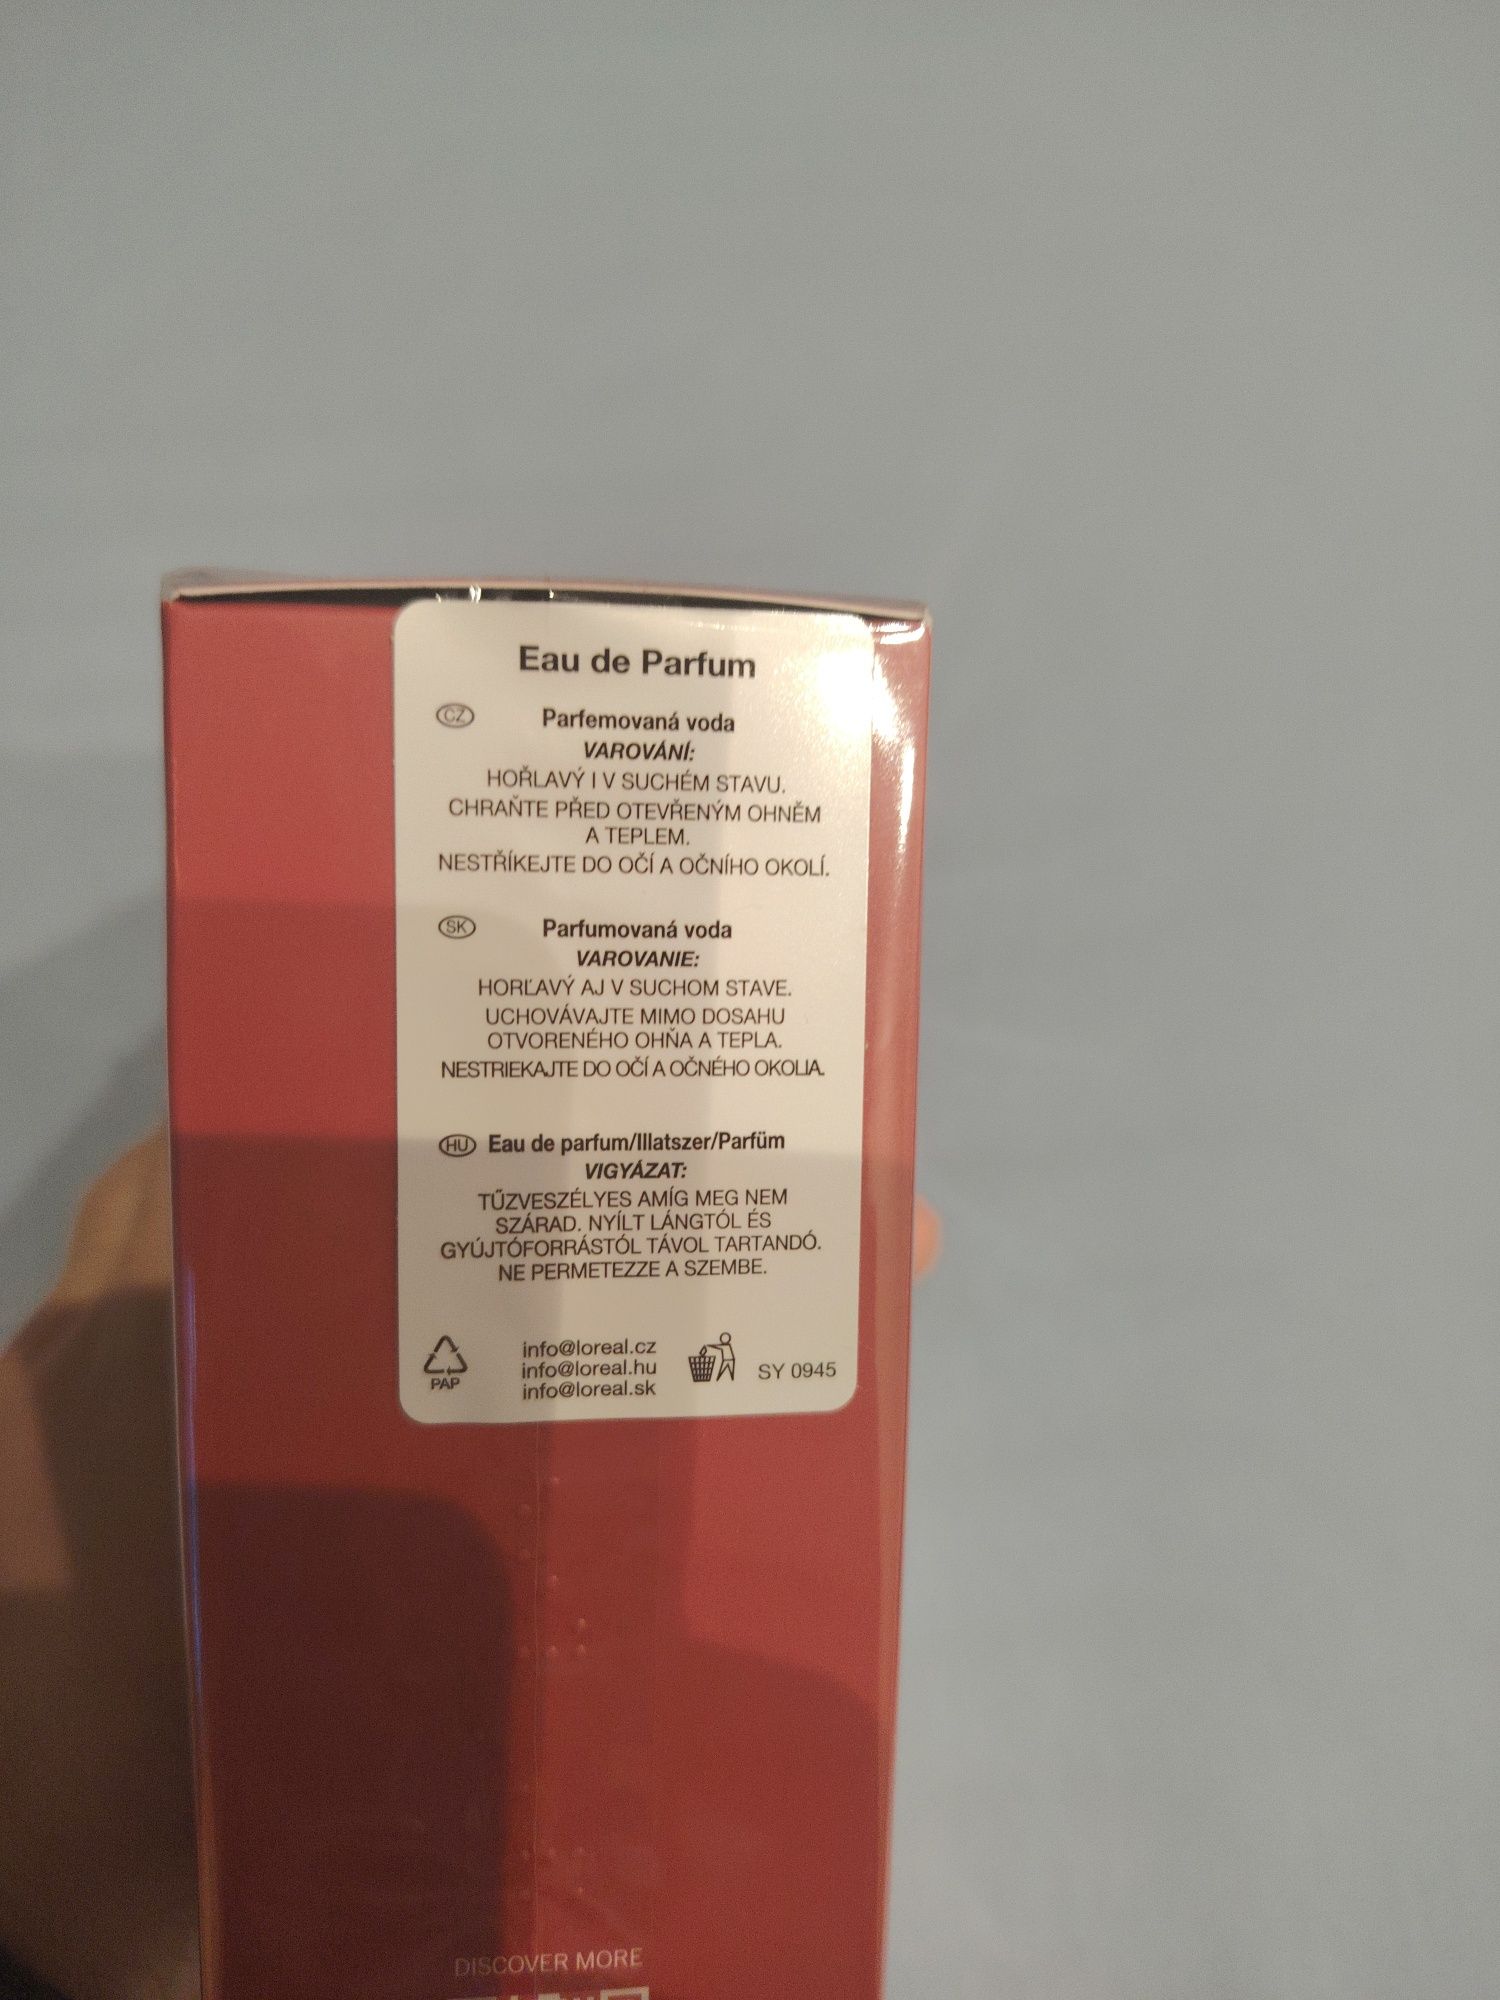 Eau de Parfum
CZ Parfemovaná voda
VAROVÁNÍ:
HOŘLAVÝ I V SUCHÉM STAVU.
CHRAŇTE PŘED OTEVŘENÝM OHNĚM
A TEPLEM.
NESTŘÍKEJTE DO OČÍ A OČNÍHO OKOLÍ.
SK Parfumovaná voda
VAROVANIE:
HORĽAVÝ AJ V SUCHOM STAVE.
UCHOVÁVAJTE MIMO DOSAHU
OTVORENÉHO OHŇA A TEPLA.
NESTRIEKAJTE DO OČÍ A OČNÉHO OKOLIA.
HU Eau de parfum/Illatszer/Parfüm
VIGYÁZAT:
TŰZVESZÉLYES AMÍG MEG NEM
SZÁRAD. NYÍLT LÁNGTÓL ÉS
GYÚJTÓFORRÁSTÓL TÁVOL TARTANDÓ.
NE PERMETEZZE A SZEMBE.
PAP
info@loreal.cz
info@loreal.hu
info@loreal.sk
SY 0945
DISCOVER MORE